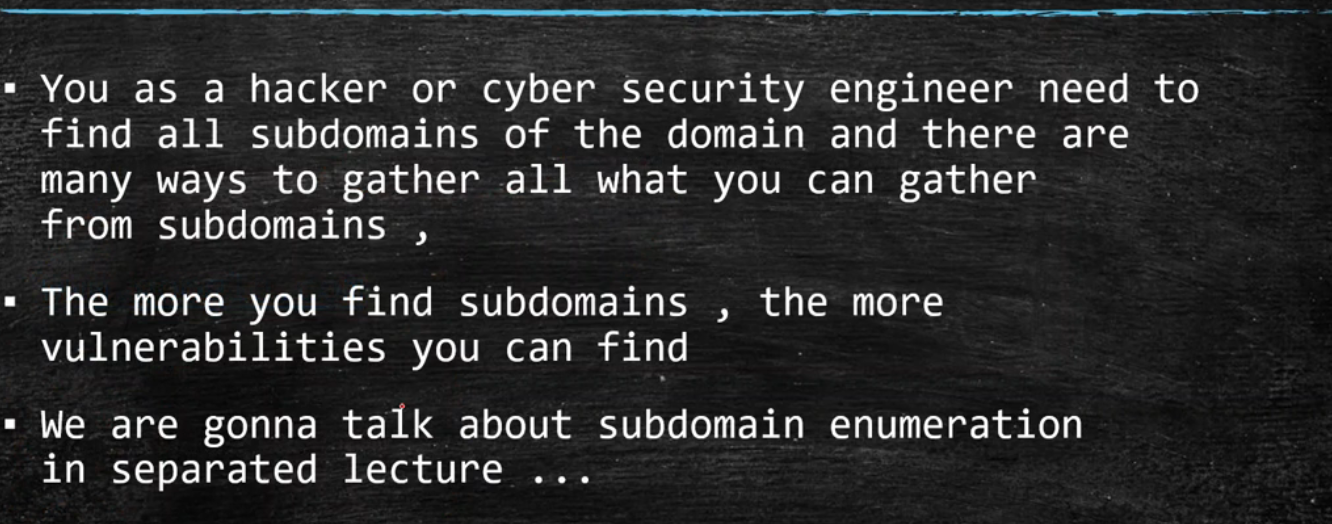 ▪ You as a hacker or cyber security engineer need to
find all subdomains of the domain and there are
many ways to gather all what you can gather
from subdomains ,
▪ The more you find subdomains , the more
vulnerabilities you can find
▪ We are gonna talk about subdomain enumeration
in separated lecture ...